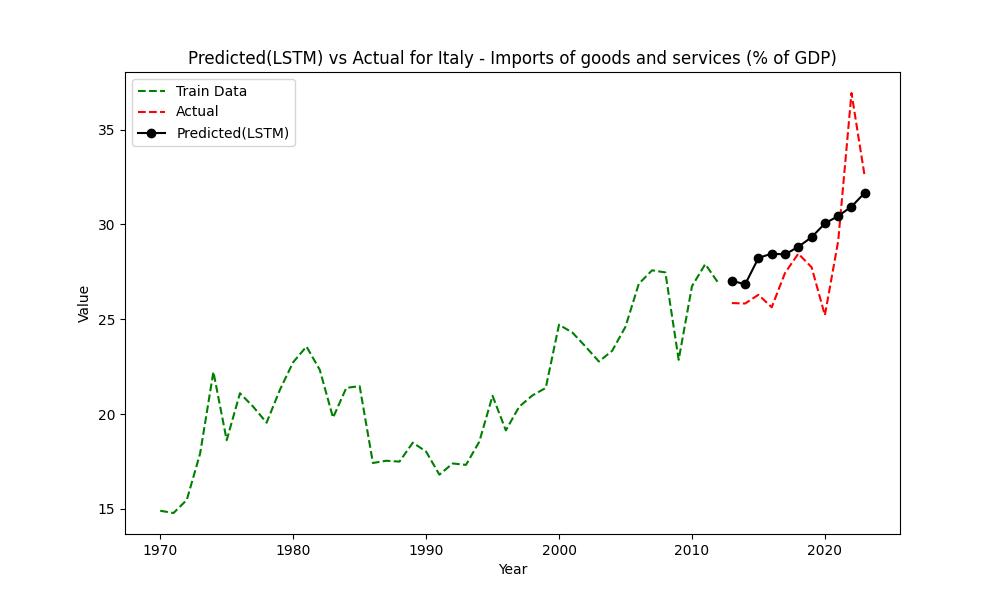 Predicted(LSTM) vs Actual for Italy - Imports of goods and services (% of GDP)
Train Data
Actual
Predicted(LSTM)
35
30
25
20
15
Value
1970 1980 1990 2000 2010 2020
Year